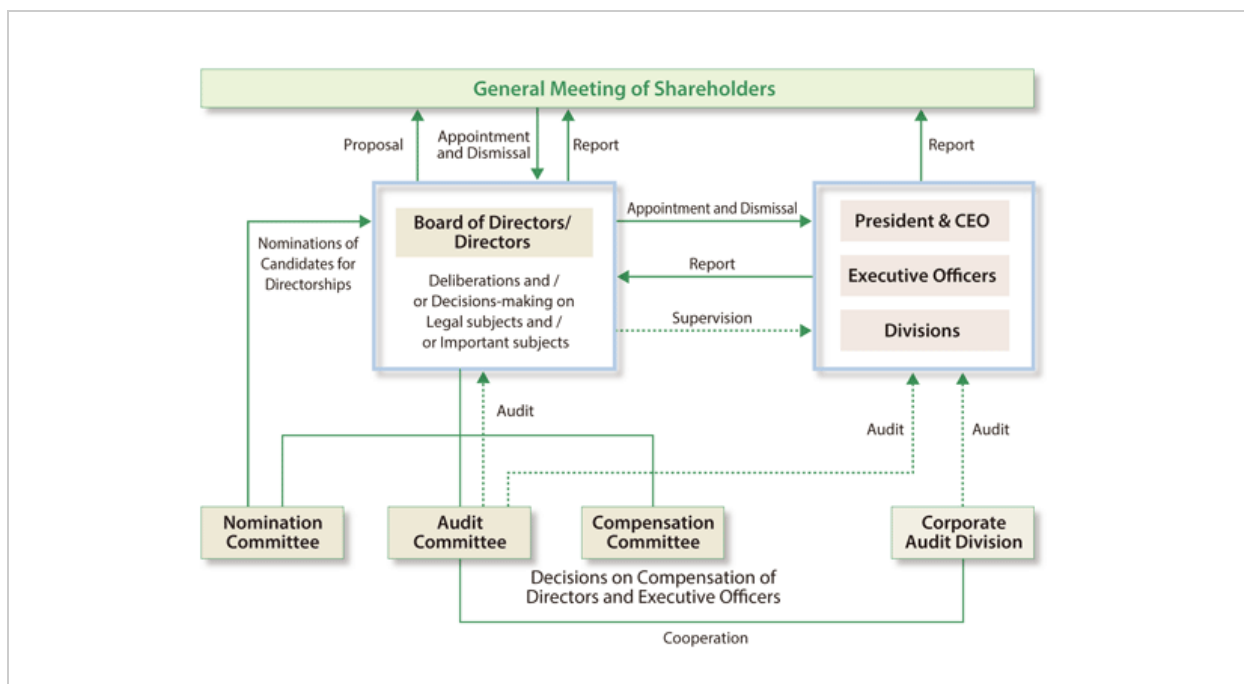 General Meeting of Shareholders
Proposal
Appointment
and Dismissal
Report
Report
Board of Directors/
Directors
Deliberations and /
or Decisions-making on
Legal subjects and /
or Important subjects
Nominations of
Candidates for
Directorships
Appointment and Dismissal
Report
Supervision
President & CEO
Executive Officers
Divisions
Audit
Audit
Audit
Nomination
Committee
Audit
Committee
Compensation
Committee
Corporate
Audit Division
Decisions on Compensation of
Directors and Executive Officers
Cooperation